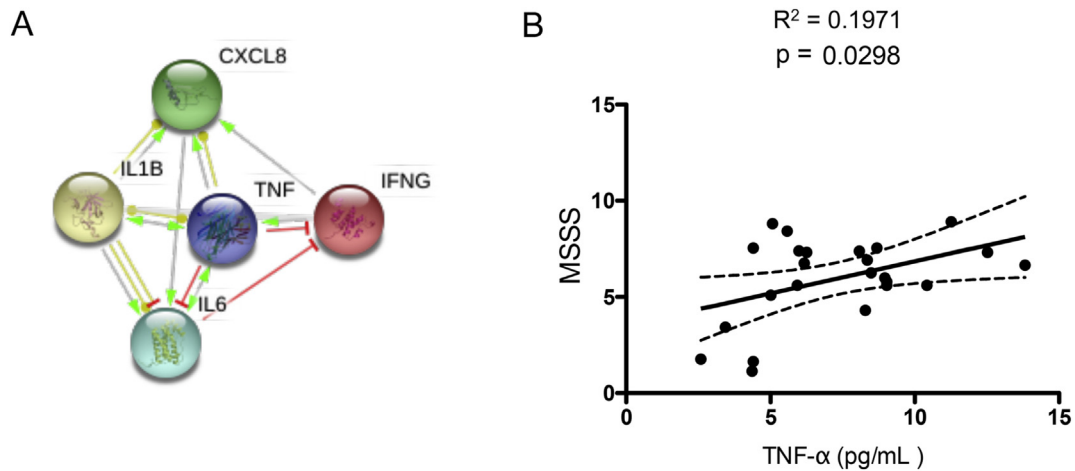 A
CXCL8
IL1B
TNF
IFNG
IL6
B
R² = 0.1971
p = 0.0298
15
10
5
0
MSSS
0 5 10 15
TNF-α (pg/mL )